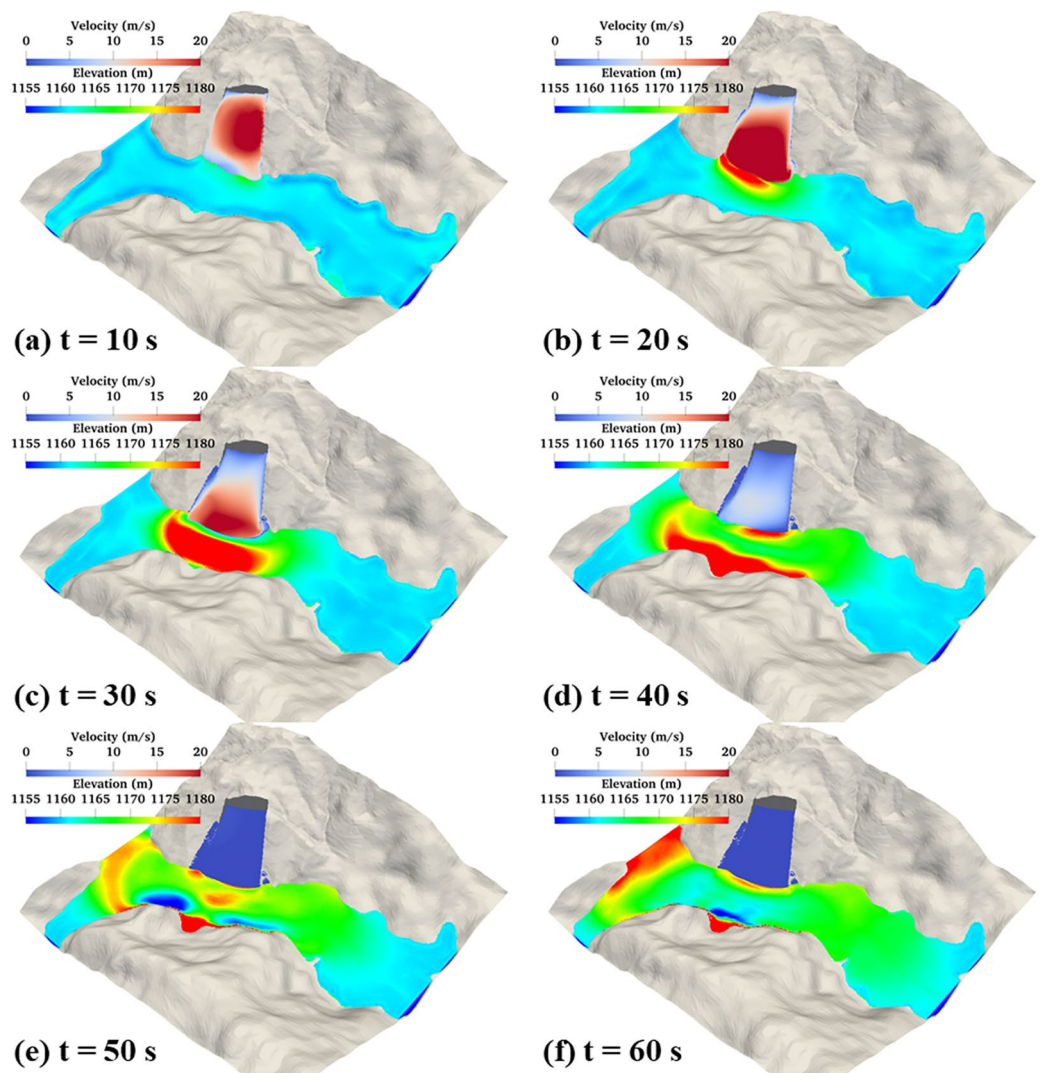 Velocity (m/s)
0 5 10 15 20
Elevation (m)
1155 1160 1165 1170 1175 1180
(a) t = 10 s
Velocity (m/s)
0 5 10 15 20
Elevation (m)
1155 1160 1165 1170 1175 1180
(b) t = 20 s
Velocity (m/s)
0 5 10 15 20
Elevation (m)
1155 1160 1165 1170 1175 1180
(c) t = 30 s
Velocity (m/s)
0 5 10 15 20
Elevation (m)
1155 1160 1165 1170 1175 1180
(d) t = 40 s
Velocity (m/s)
0 5 10 15 20
Elevation (m)
1155 1160 1165 1170 1175 1180
(e) t = 50 s
Velocity (m/s)
0 5 10 15 20
Elevation (m)
1155 1160 1165 1170 1175 1180
(f) t = 60 s